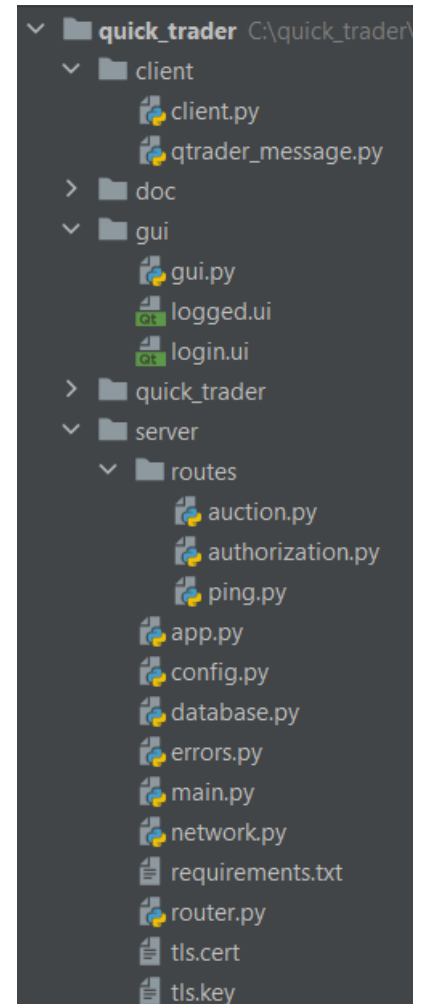 quick_trader C:\quick_trader\
client
client.py
qtrader_message.py
doc
gui
gui.py
Qt logged.ui
Qt login.ui
quick_trader
server
routes
auction.py
authorization.py
ping.py
app.py
config.py
database.py
errors.py
main.py
network.py
requirements.txt
router.py
tls.cert
tls.key